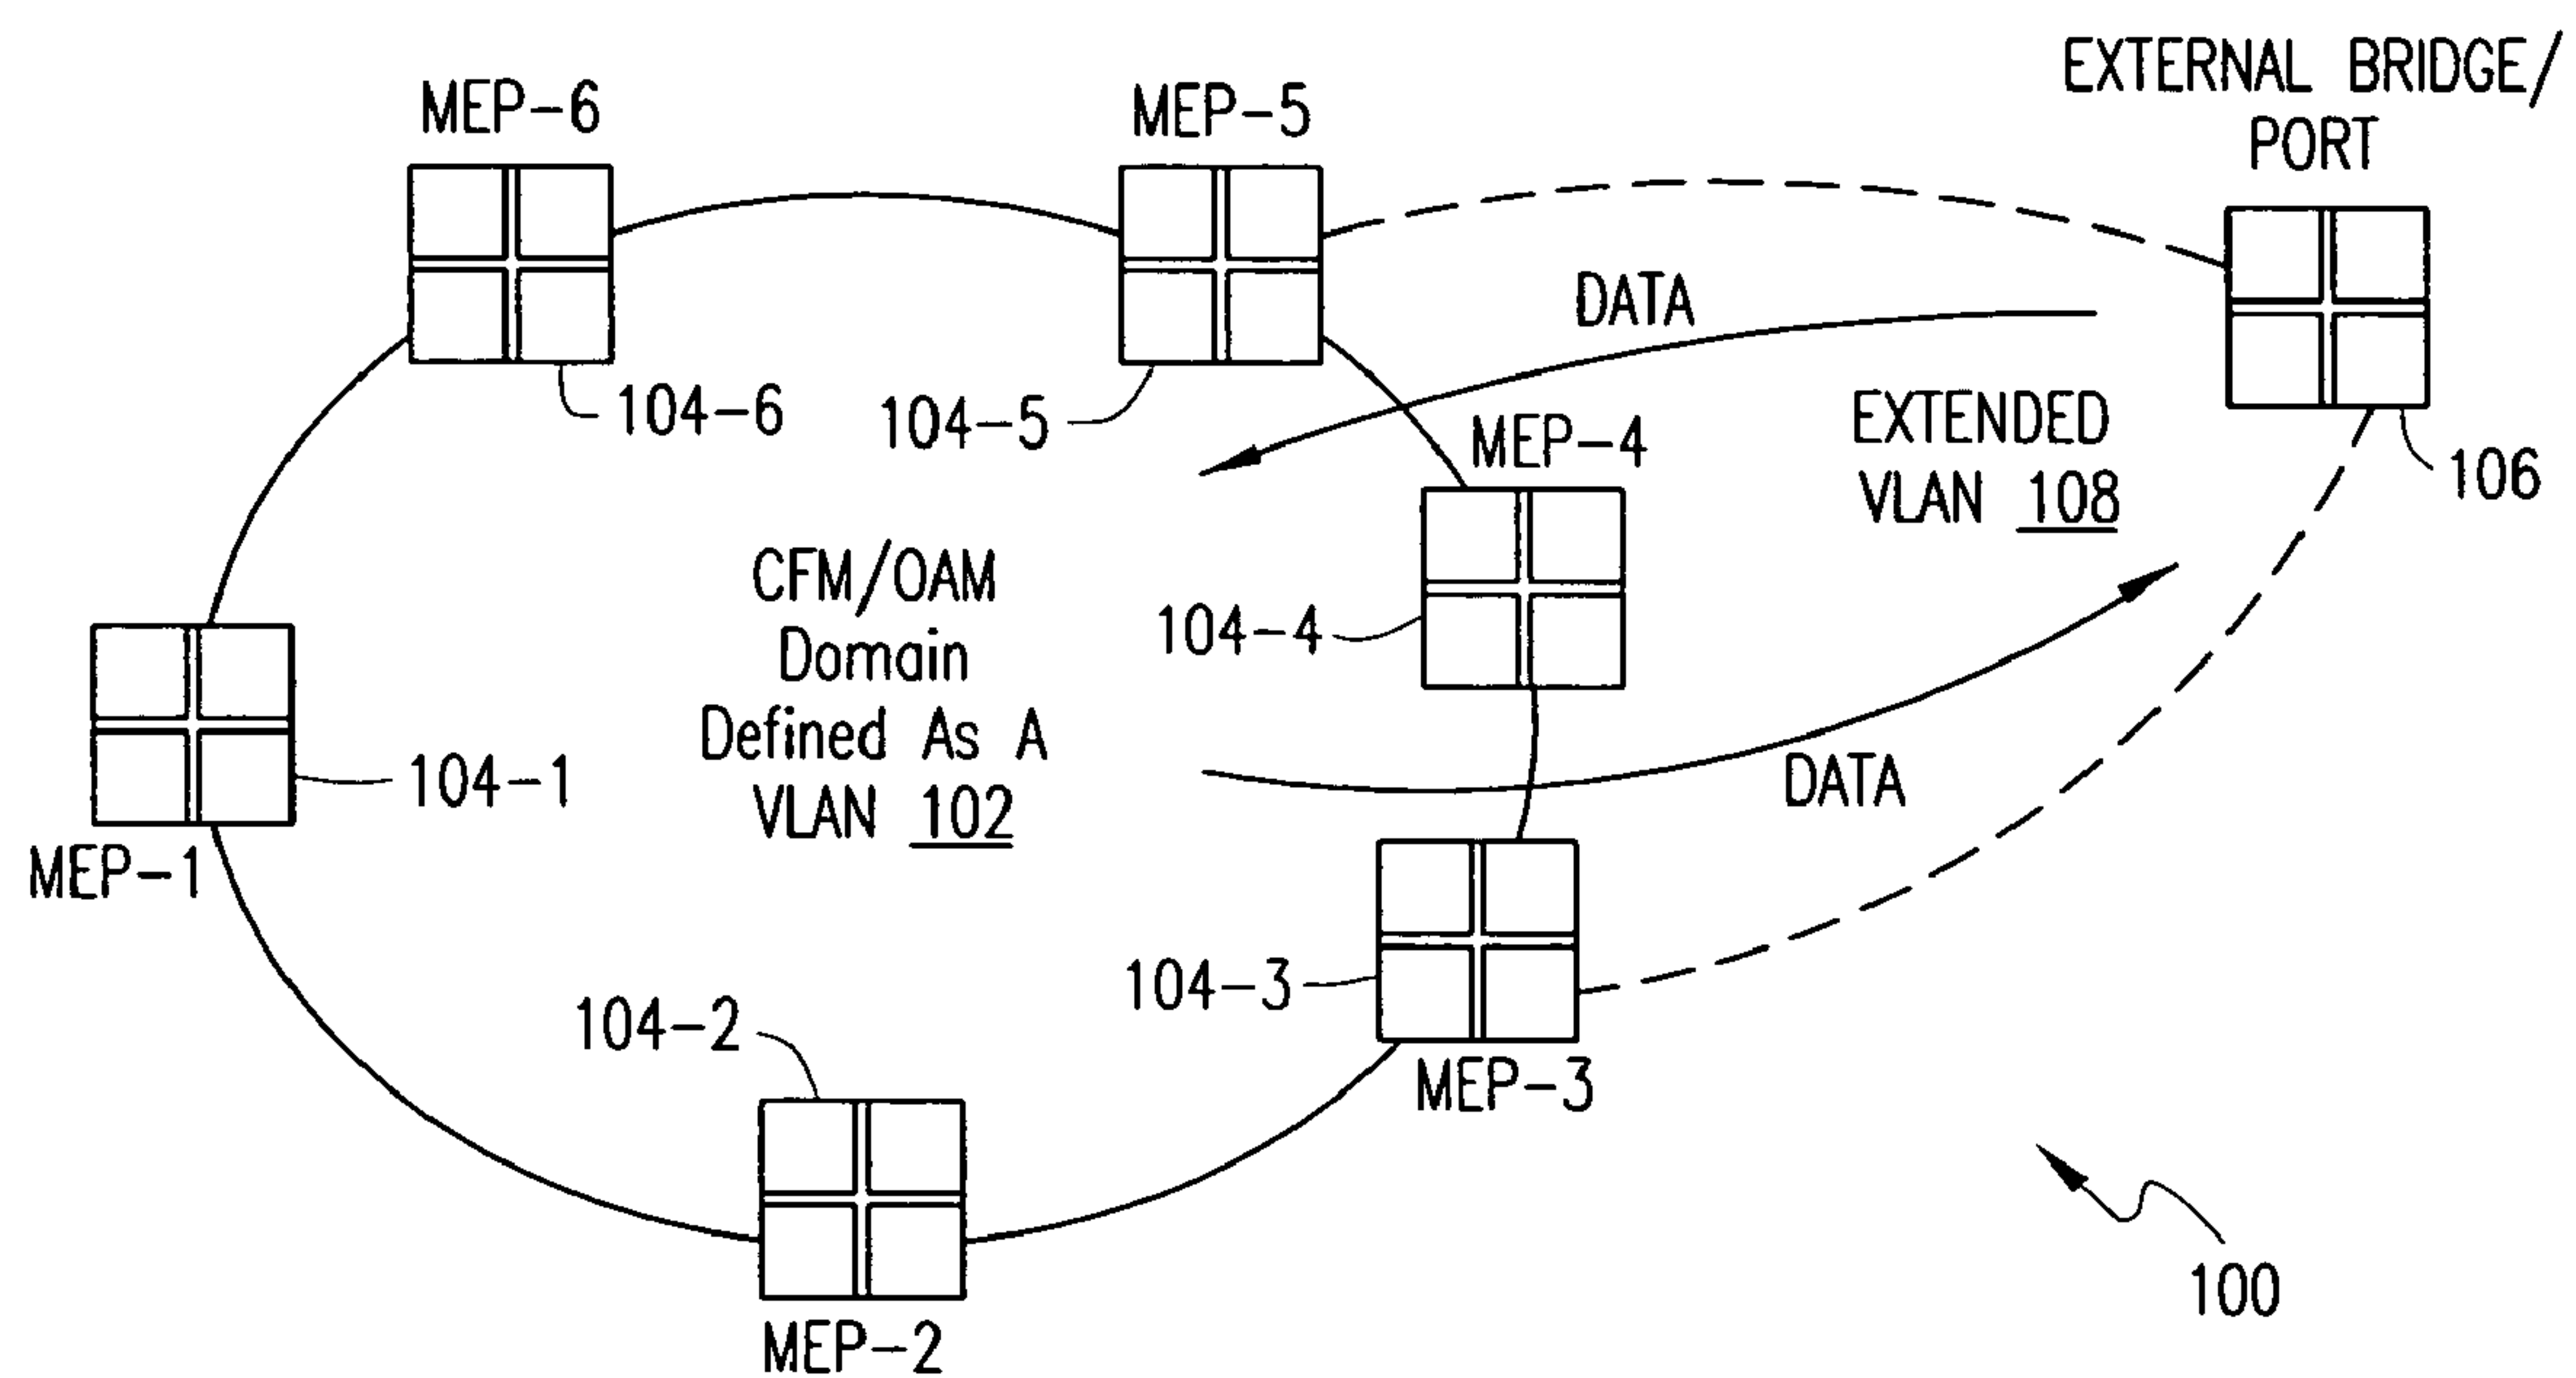 EXTERNAL BRIDGE/
PORT
MEP-6
MEP-5
DATA
104-6
104-5
MEP-4
EXTENDED
VLAN 108
106
CFM/OAM
Domain
Defined As A
VLAN 102
104-4
104-1
DATA
MEP-1
104-3
104-2
MEP-3
100
MEP-2